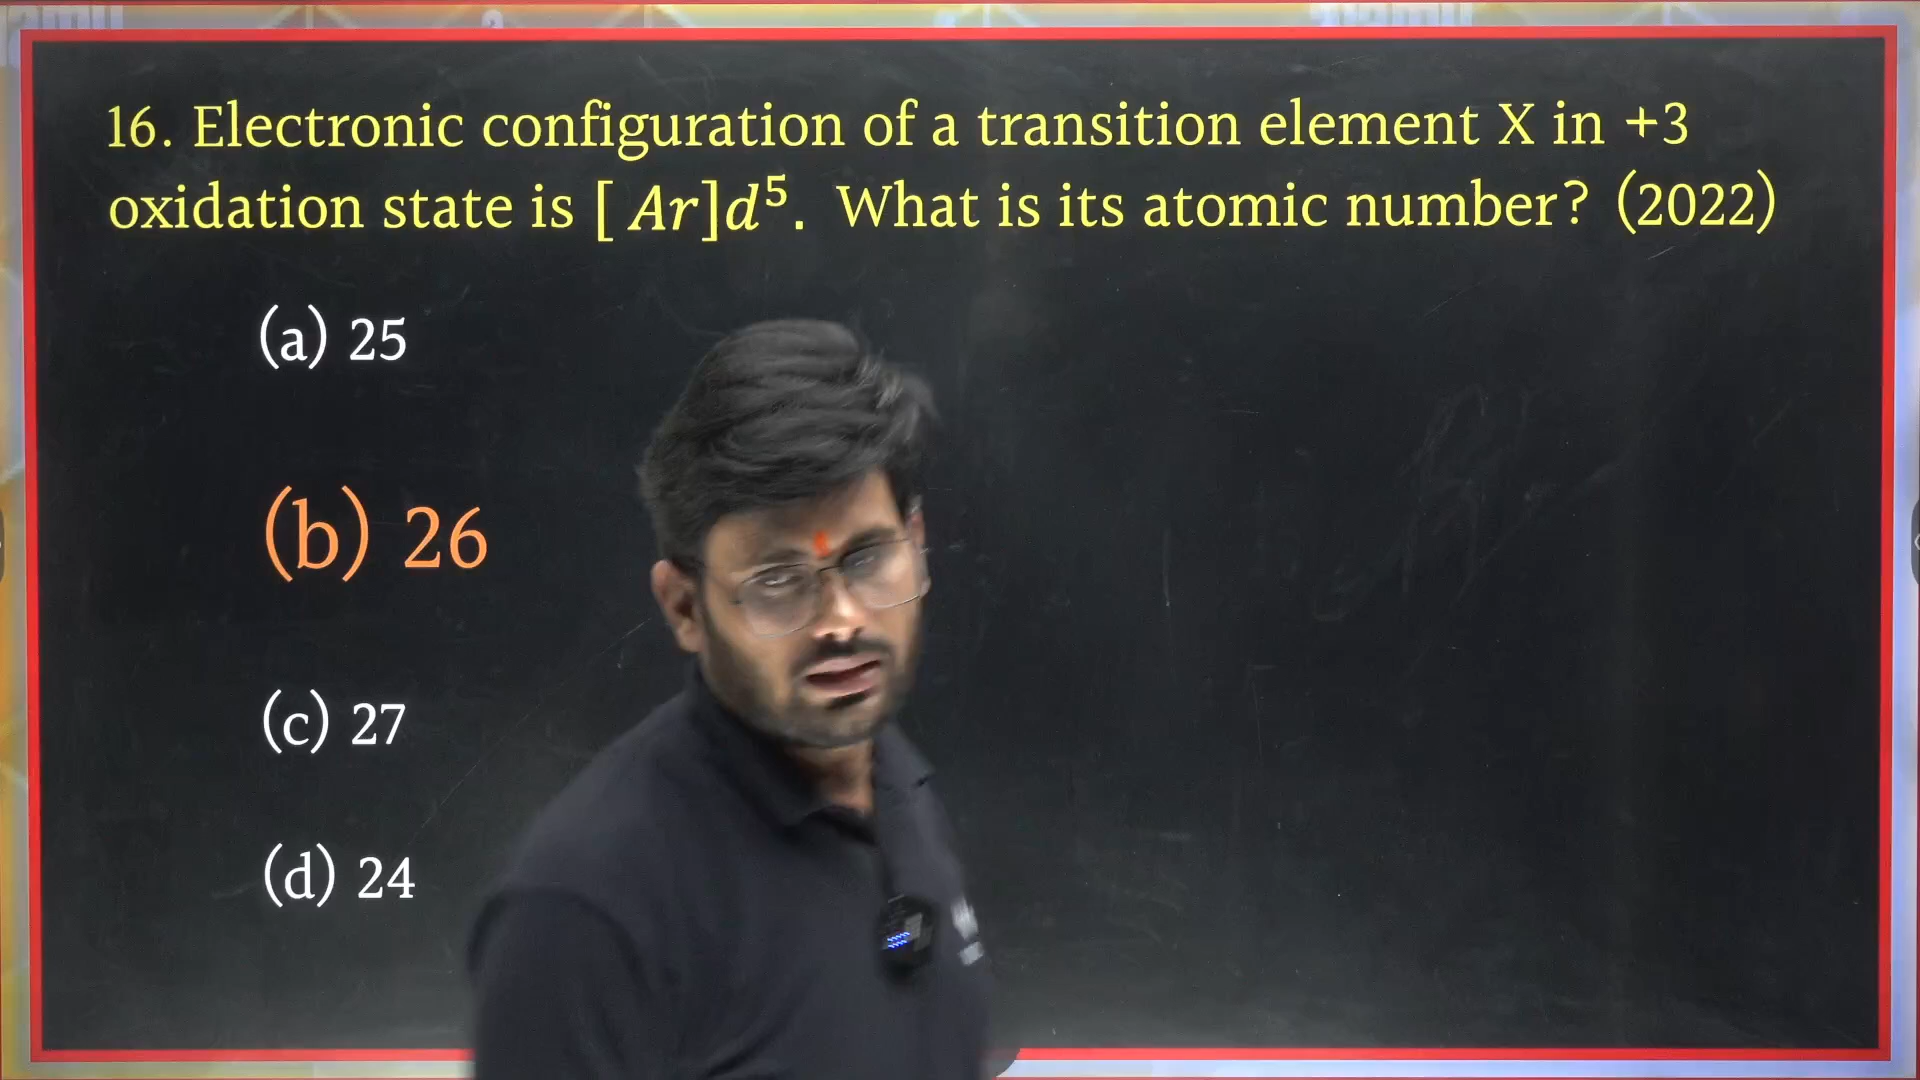 16. Electronic configuration of a transition element X in +3
oxidation state is [ Ar]d⁵. What is its atomic number? (2022)
(a) 25
(b) 26
(c) 27
(d) 24